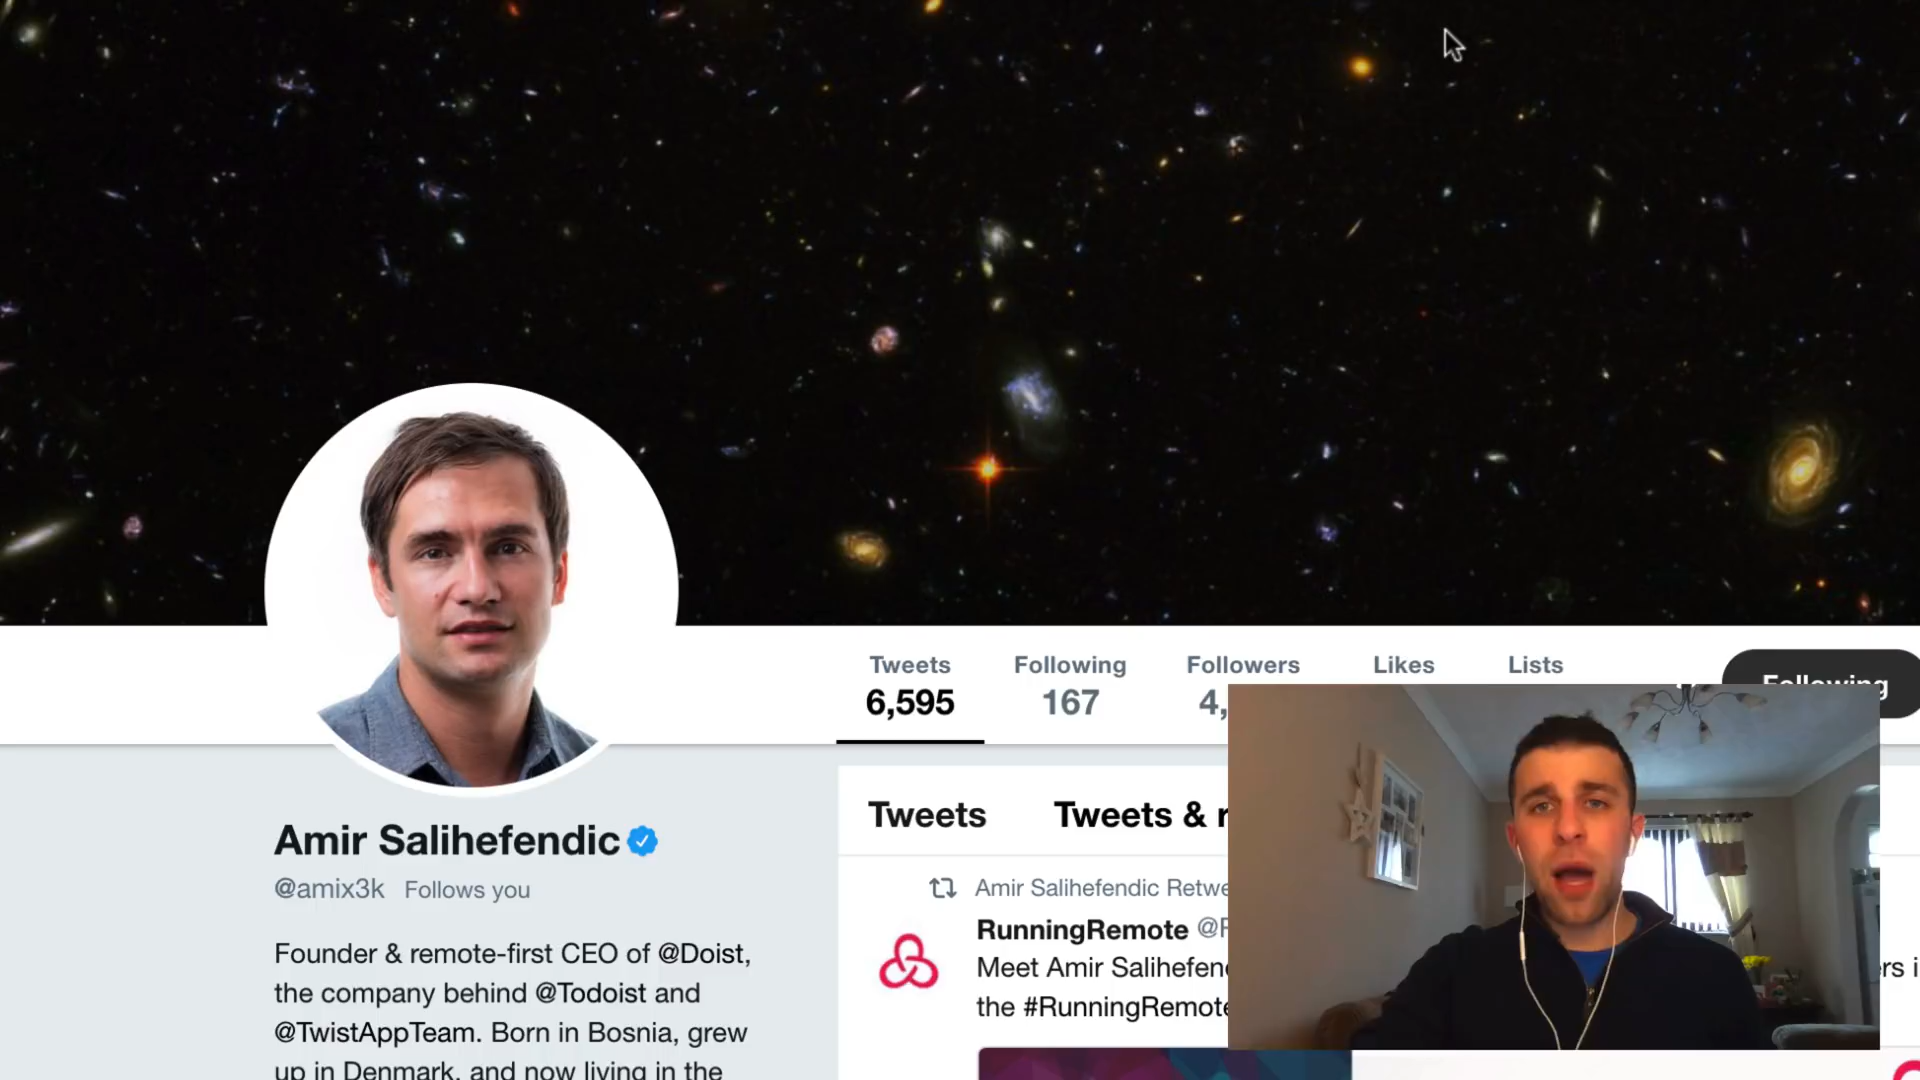 Tweets Following Followers Likes Lists
6,595 167 4,
Following
Amir Salihefendic
@amix3k Follows you
Founder & remote-first CEO of @Doist,
the company behind @Todoist and
@TwistAppTeam. Born in Bosnia, grew
up in Denmark, and now living in the
Tweets Tweets & r
Amir Salihefendic Retwe
RunningRemote @R
Meet Amir Salihefen
the #RunningRemote
rs i